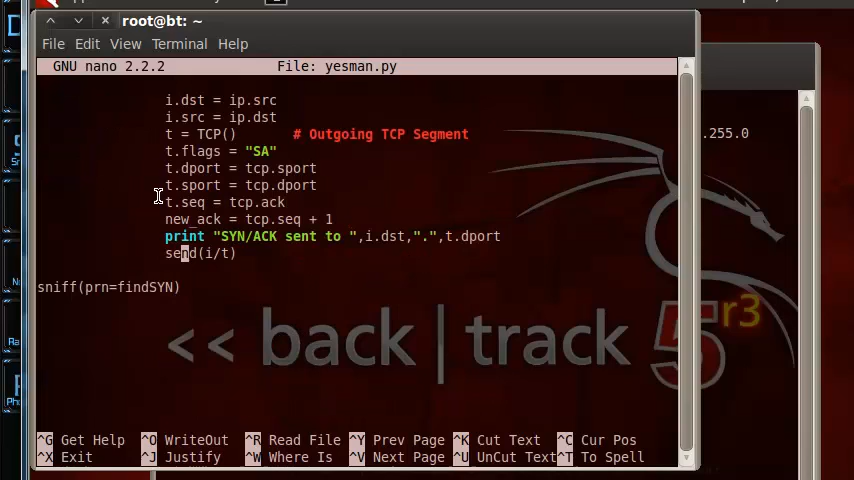 root@bt: ~
File Edit View Terminal Help
GNU nano 2.2.2 File: yesman.py
i.dst = ip.src
i.src = ip.dst
t = TCP() # Outgoing TCP Segment
.255.0
t.flags = "SA"
t.dport = tcp.sport
t.sport = tcp.dport
t.seq = tcp.ack
new_ack = tcp.seq + 1
print "SYN/ACK sent to ",i.dst,".",t.dport
send(i/t)
sniff(prn=findSYN)
<< back | track 5 r3
^G Get Help ^O WriteOut ^R Read File ^Y Prev Page ^K Cut Text ^C Cur Pos
^X Exit ^J Justify ^W Where Is ^V Next Page ^U UnCut Text ^T To Spell